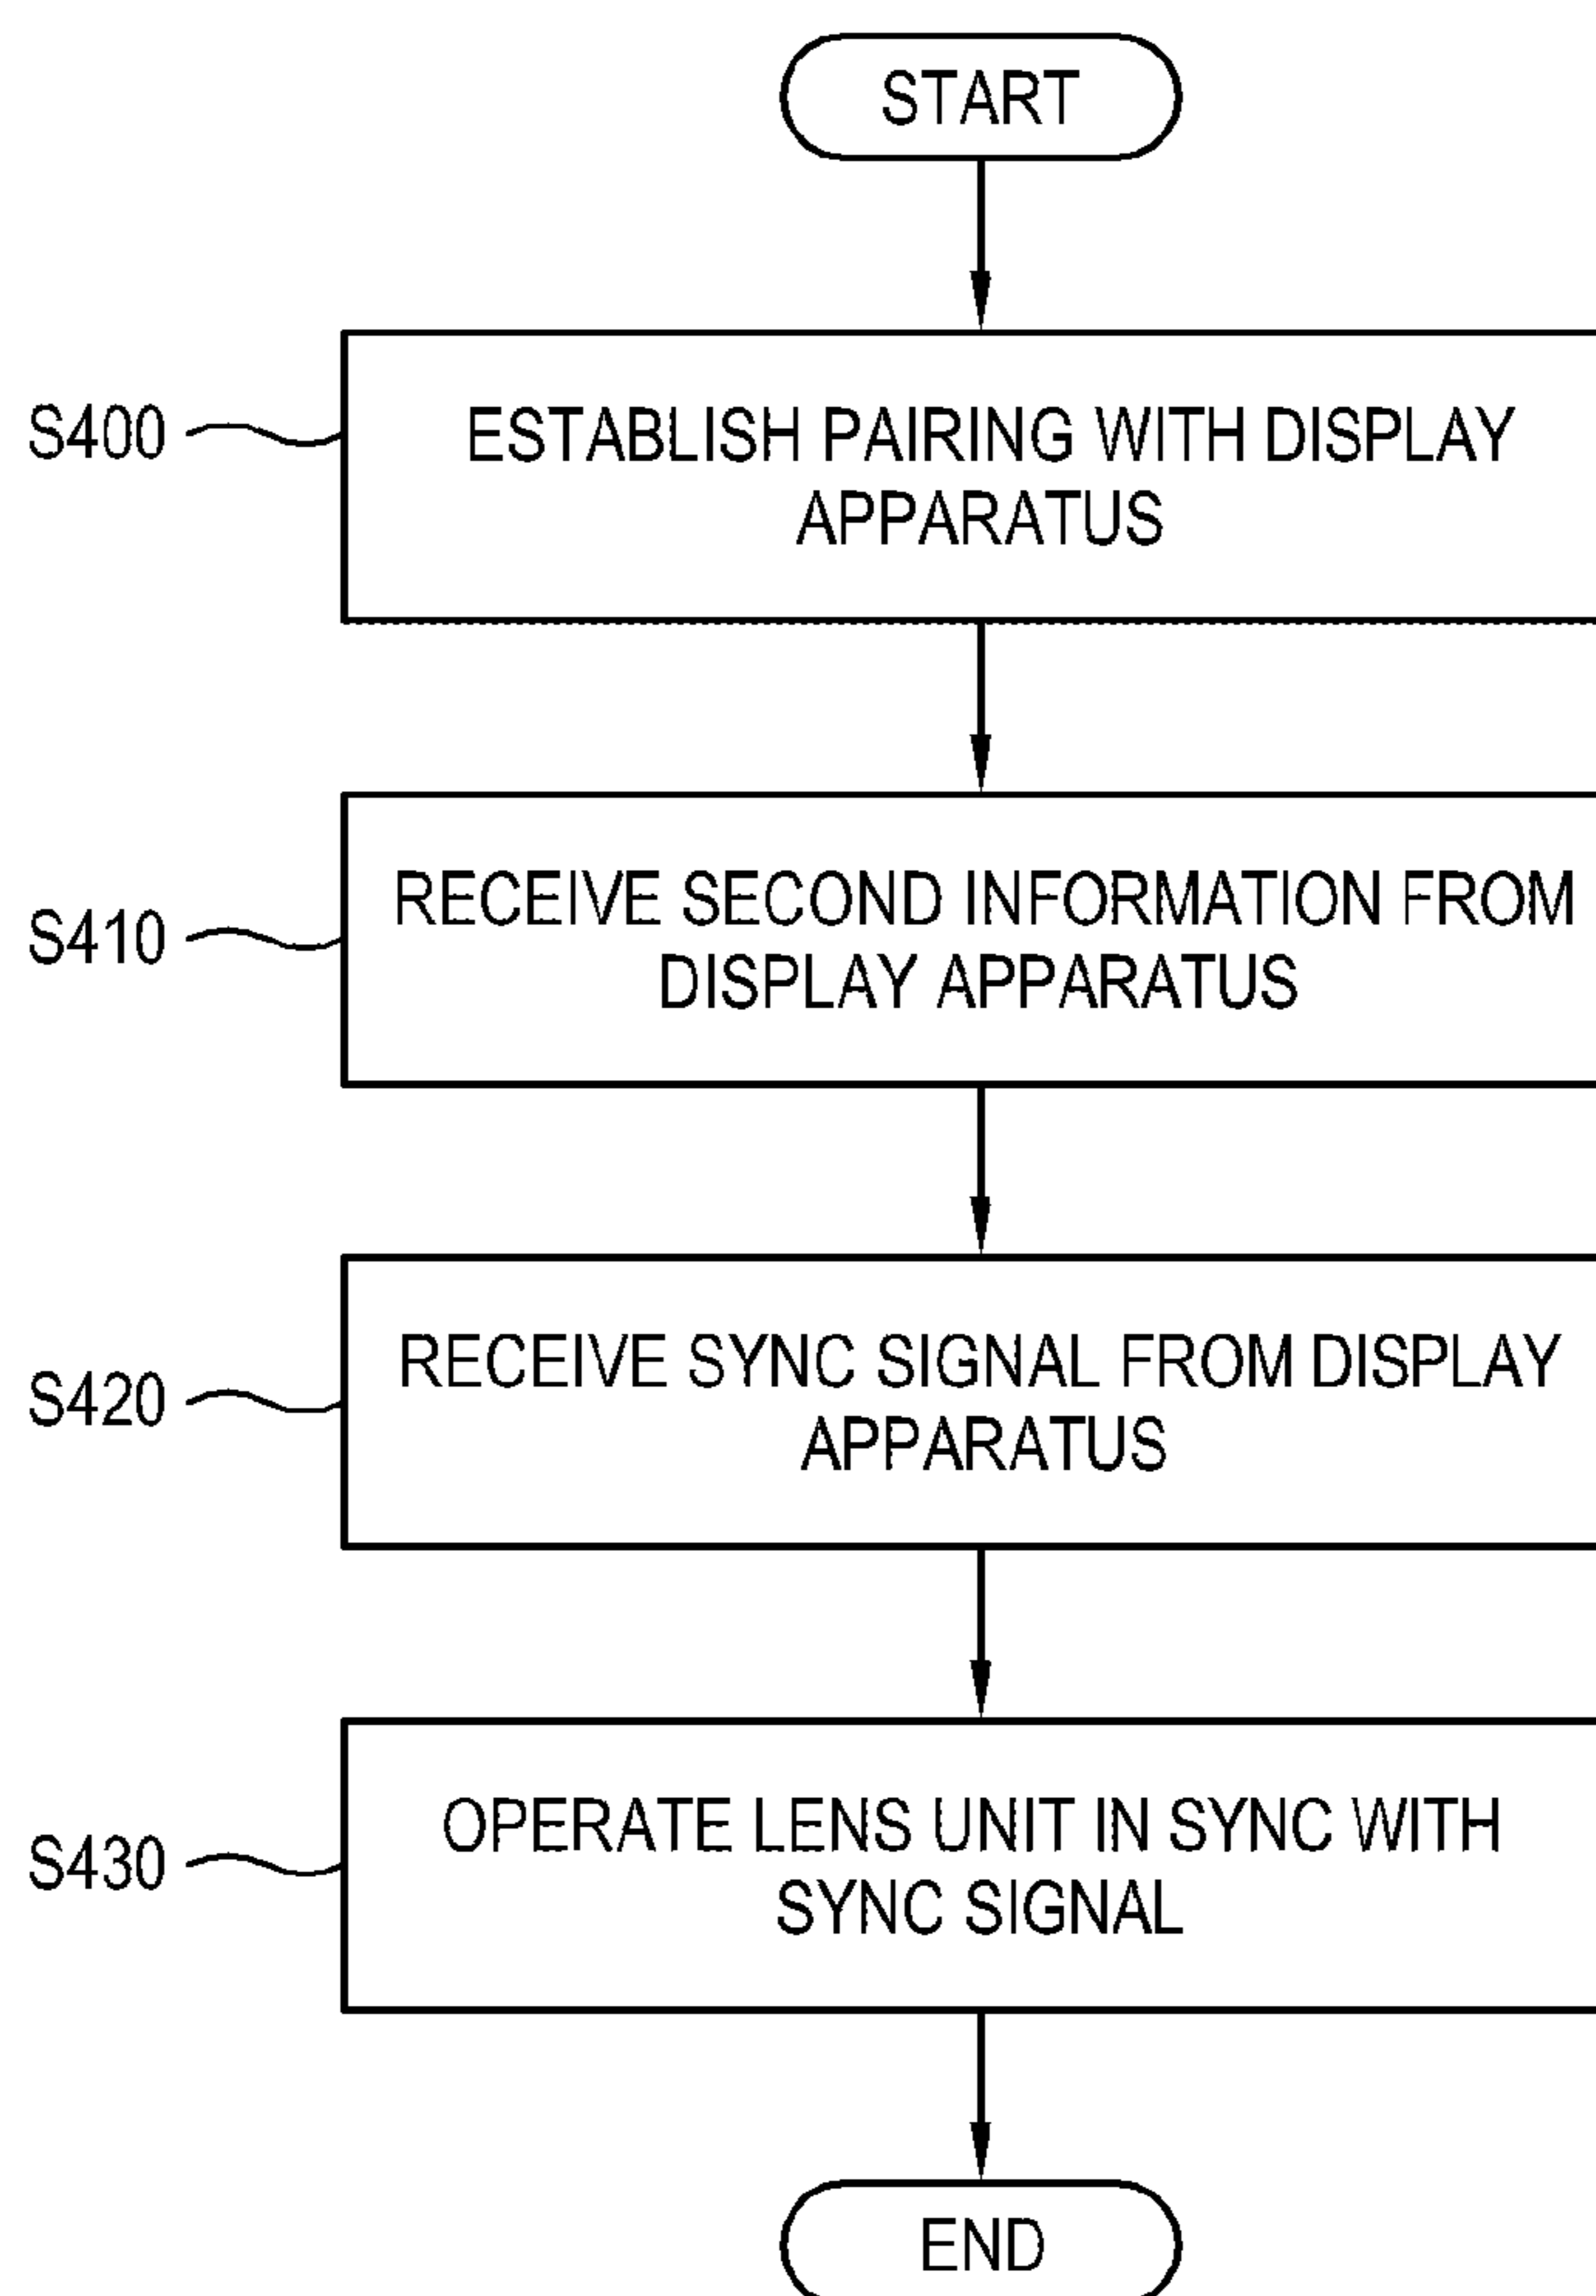 START
S400
ESTABLISH PAIRING WITH DISPLAY
APPARATUS
S410
RECEIVE SECOND INFORMATION FROM
DISPLAY APPARATUS
S420
RECEIVE SYNC SIGNAL FROM DISPLAY
APPARATUS
S430
OPERATE LENS UNIT IN SYNC WITH
SYNC SIGNAL
END